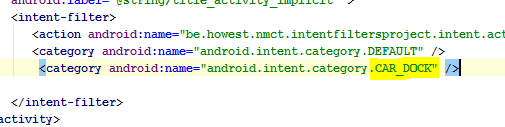 android:label="@string/title_activity_implicit" >
<intent-filter>
<action android:name="be.howest.nmct.intentfiltersproject.intent.act
<category android:name="android.intent.category.DEFAULT" />
<category android:name="android.intent.category.CAR_DOCK" />
</intent-filter>
activity>